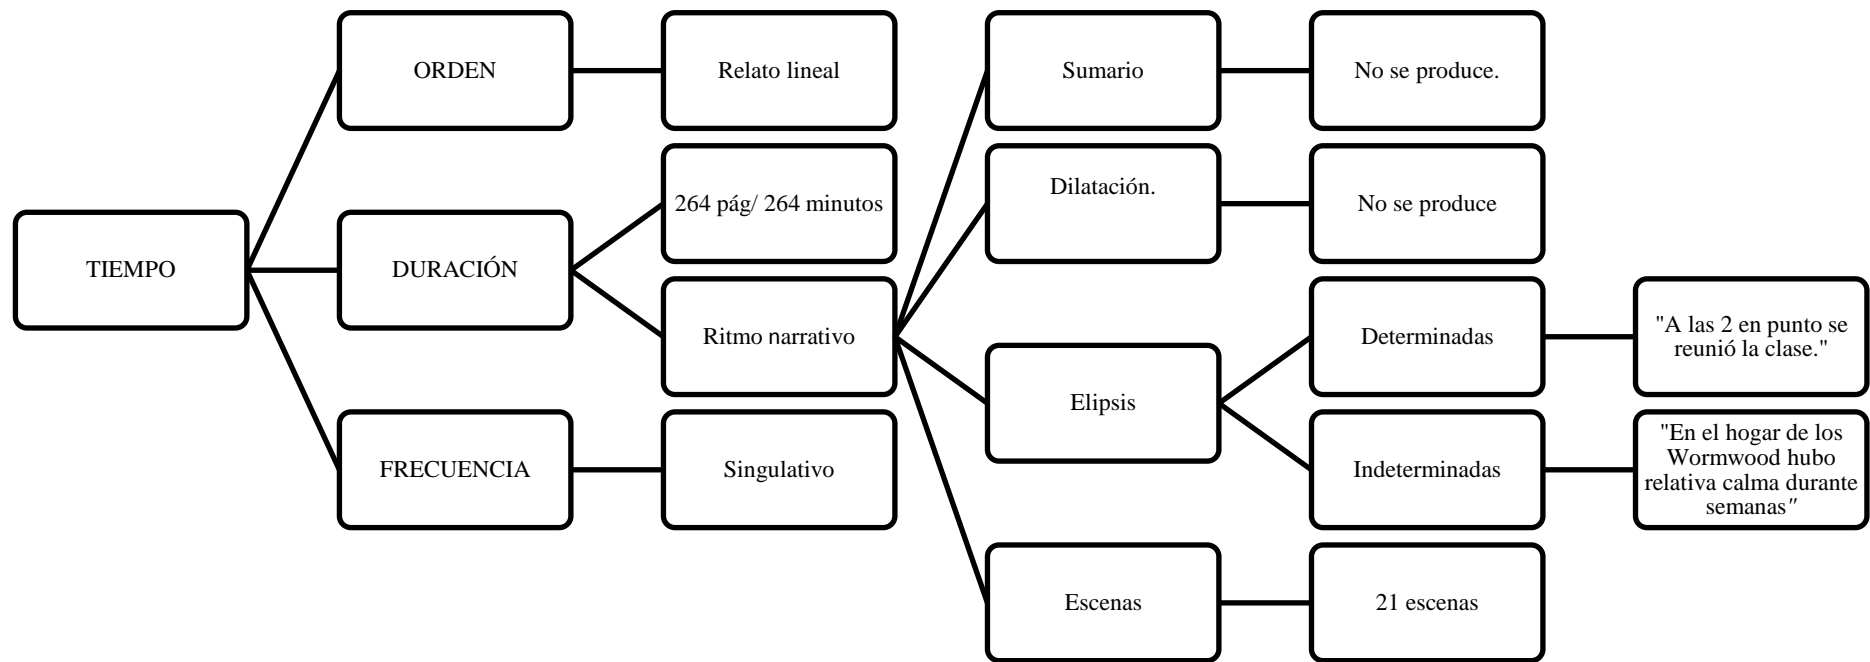 TIEMPO
ORDEN
Relato lineal
DURACIÓN
264 pág/ 264 minutos
Ritmo narrativo
Sumario
No se produce.
Dilatación.
No se produce
Elipsis
Determinadas
"A las 2 en punto se
reunió la clase."
Indeterminadas
"En el hogar de los
Wormwood hubo
relativa calma durante
semanas"
Escenas
21 escenas
FRECUENCIA
Singulativo